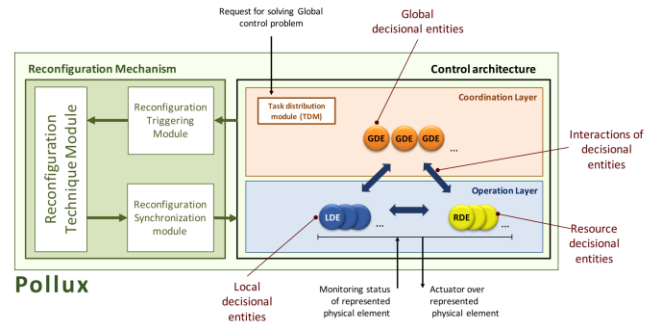 Request for solving Global
control problem
Global
decisional entities
Reconfiguration Mechanism
Control architecture
Coordination Layer
Task distribution
module (TDM)
GDE GDE GDE ...
Reconfiguration
Technique Module
Reconfiguration
Triggering
Module
Reconfiguration
Synchronization
module
Interactions of
decisional
entities
Operation Layer
LDE ...
RDE ...
Resource
decisional
entities
Pollux
Local
decisional
entities
Monitoring status
of represented
physical element
Actuator over
represented
physical element